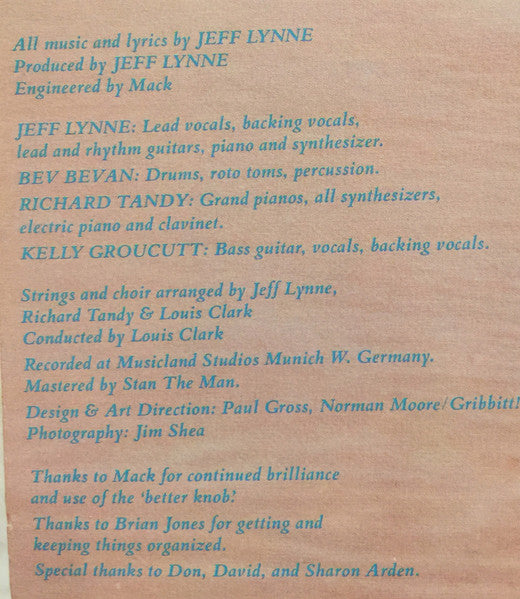 All music and lyrics by JEFF LYNNE
Produced by JEFF LYNNE
Engineered by Mack
JEFF LYNNE: Lead vocals, backing vocals,
lead and rhythm guitars, piano and synthesizer.
BEV BEVAN: Drums, roto toms, percussion.
RICHARD TANDY: Grand pianos, all synthesizers,
electric piano and clavinet.
KELLY GROUCUTT: Bass guitar, vocals, backing vocals.
Strings and choir arranged by Jeff Lynne,
Richard Tandy & Louis Clark
Conducted by Louis Clark
Recorded at Musicland Studios Munich W. Germany.
Mastered by Stan The Man.
Design & Art Direction: Paul Gross, Norman Moore/Gribbitt!
Photography: Jim Shea
Thanks to Mack for continued brilliance
and use of the 'better knob.'
Thanks to Brian Jones for getting and
keeping things organized.
Special thanks to Don, David, and Sharon Arden.